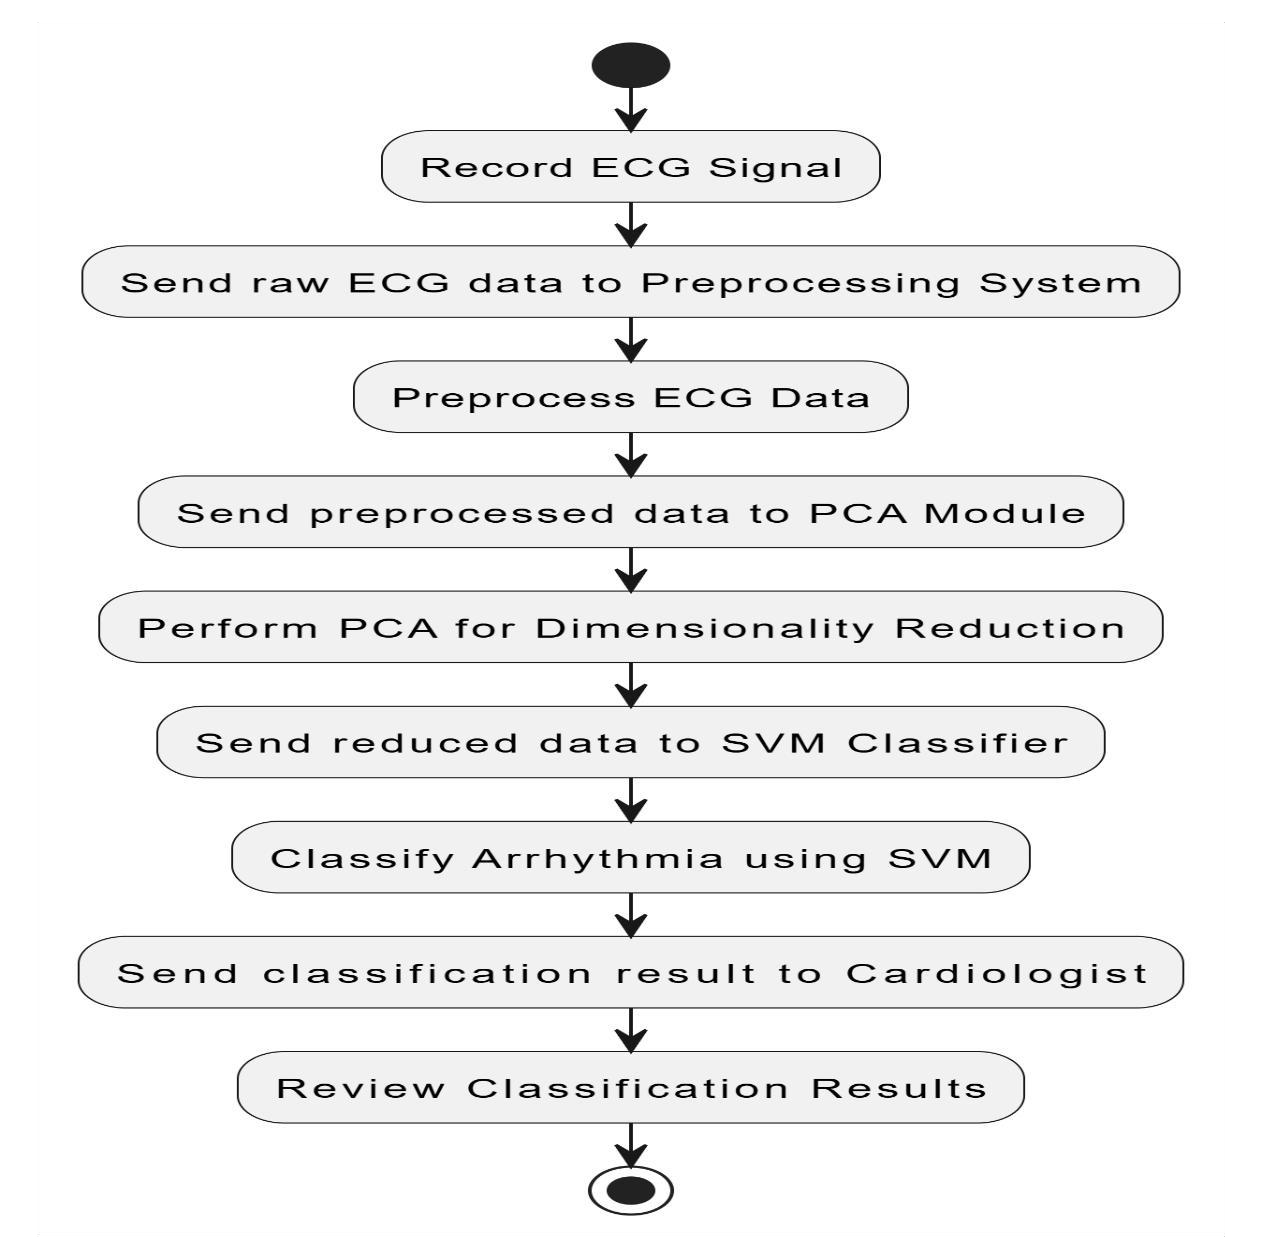 Record ECG Signal
Send raw ECG data to Preprocessing System
Preprocess ECG Data
Send preprocessed data to PCA Module
Perform PCA for Dimensionality Reduction
Send reduced data to SVM Classifier
Classify Arrhythmia using SVM
Send classification result to Cardiologist
Review Classification Results